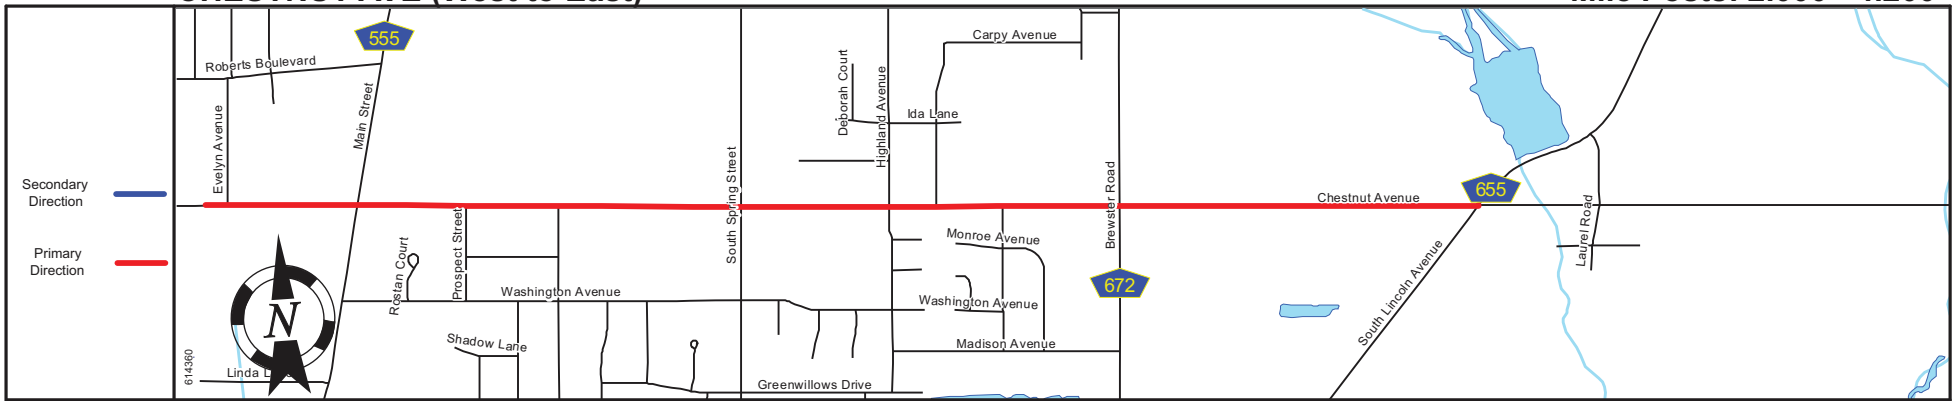 555
Carpy Avenue
Roberts Boulevard
Deborah Court
Highland Avenue
Main Street
Ida Lane
Evelyn Avenue
South Spring Street
Brewster Road
Secondary
Direction
655
Chestnut Avenue
Primary
Direction
Prospect Street
Rostan Court
Monroe Avenue
Laurel Road
672
South Lincoln Avenue
Washington Avenue
Washington Avenue
N
Shadow Lane
Madison Avenue
614360
Linda
Greenwillows Drive